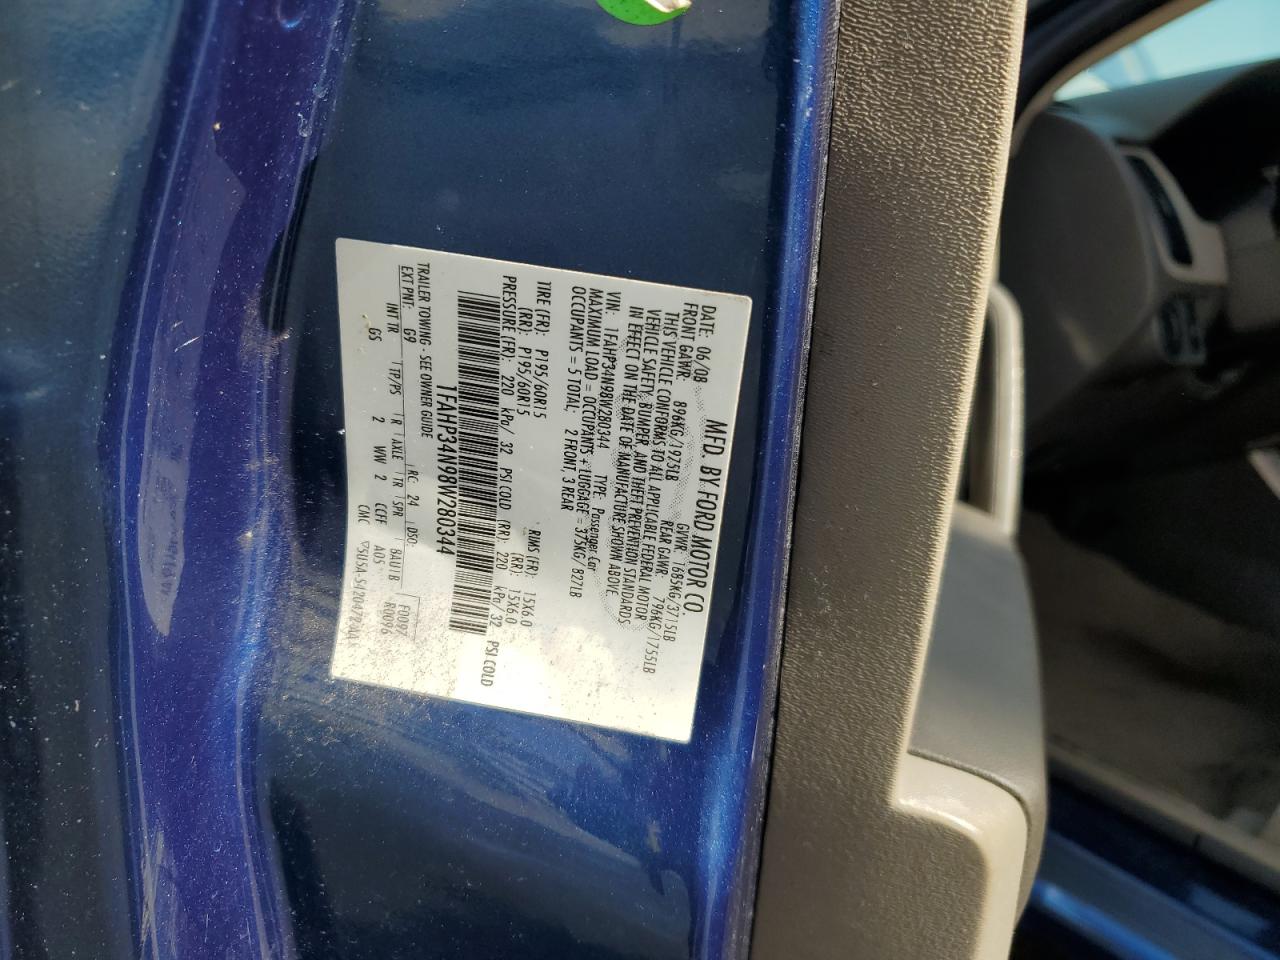 MFD. BY FORD MOTOR CO.
DATE: 06/08 GVWR: 1685KG/3715LB
FRONT GAWR: 896KG/1975LB REAR GAWR: 796KG/1755LB
THIS VEHICLE CONFORMS TO ALL APPLICABLE FEDERAL MOTOR
VEHICLE SAFETY, BUMPER, AND THEFT PREVENTION STANDARDS
IN EFFECT ON THE DATE OF MANUFACTURE SHOWN ABOVE.
VIN: 1FAHP34N98W280344 TYPE: Passenger Car
MAXIMUM LOAD = OCCUPANTS + LUGGAGE = 375KG / 827LB
OCCUPANTS = 5 TOTAL; 2 FRONT, 3 REAR
TIRE (FR): P195/60R15 RIMS (FR): 15X6.0
(RR): P195/60R15 (RR): 15X6.0
PRESSURE (FR): 220 kPa/ 32 PSI COLD (RR): 220 kPa/ 32 PSI COLD
1FAHP34N98W280344
TRAILER TOWING - SEE OWNER GUIDE
EXT PNT: G9 RC: 24 DSO: F0097
INT TR TP/PS R AXLE TR SPR R0096
GS 2 WW 2 CCFF A05
CMC